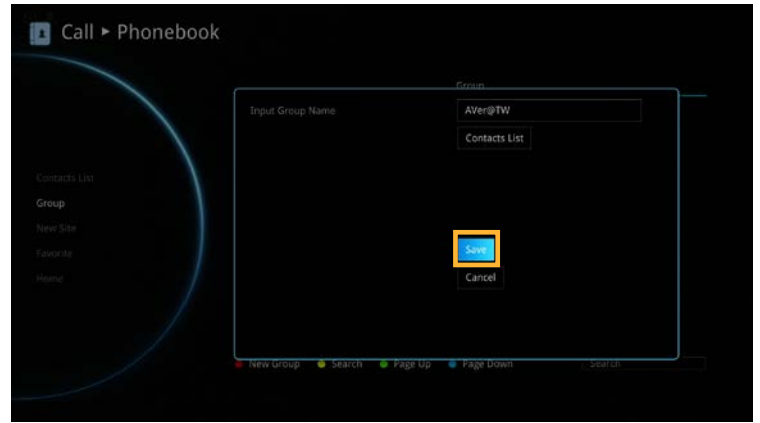 Call ▸ Phonebook
Group
Input Group Name
AVer@TW
Contacts List
Contacts List
Group
New Site
Favorite
Home
Save
Cancel
New Group Search Page Up Page Down Search